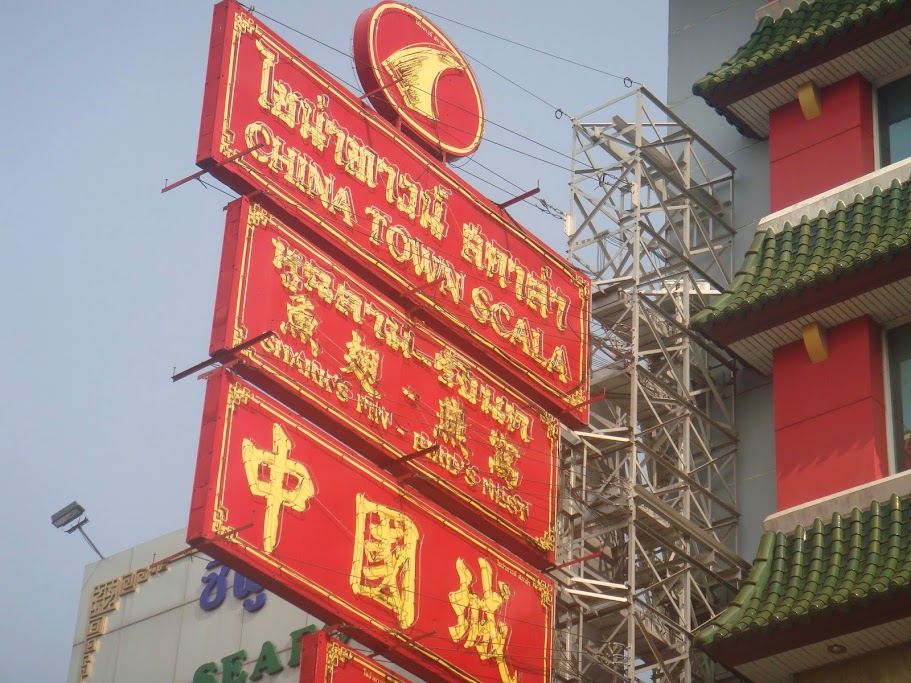 ไชน่าทาวน์ สกาล่า
CHINA TOWN SCALA
หูฉลาม-รังนก
魚翅·燕窩
SHARK'S FIN - BIRD'S NEST
中國城
SEAF